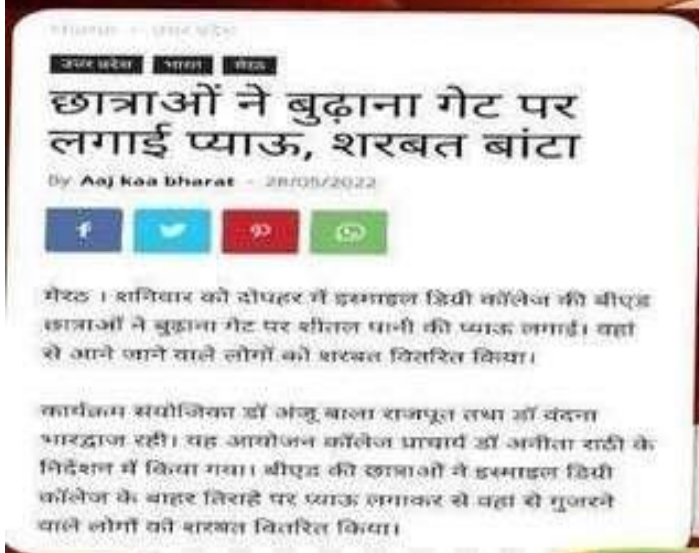 उत्तर प्रदेश भारत मेरठ
छात्राओं ने बुढ़ाना गेट पर
लगाई प्याऊ, शरबत बांटा
By Aaj kaa bharat - 28/05/2022
मेरठ । शनिवार को दोपहर में इस्माइल डिग्री कॉलेज की बीएड
छात्राओं ने बुढ़ाना गेट पर शीतल पानी की प्याऊ लगाई। वहां
से आने जाने वाले लोगों को शरबत वितरित किया।
कार्यक्रम संयोजिका डॉ अंजू बाला राजपूत तथा डॉ वंदना
भारद्वाज रही। यह आयोजन कॉलेज प्राचार्य डॉ अनीता राठी के
निर्देशन में किया गया। बीएड की छात्राओं ने इस्माइल डिग्री
कॉलेज के बाहर तिराहे पर प्याऊ लगाकर से वहां से गुजरने
वाले लोगों को शरबत वितरित किया।